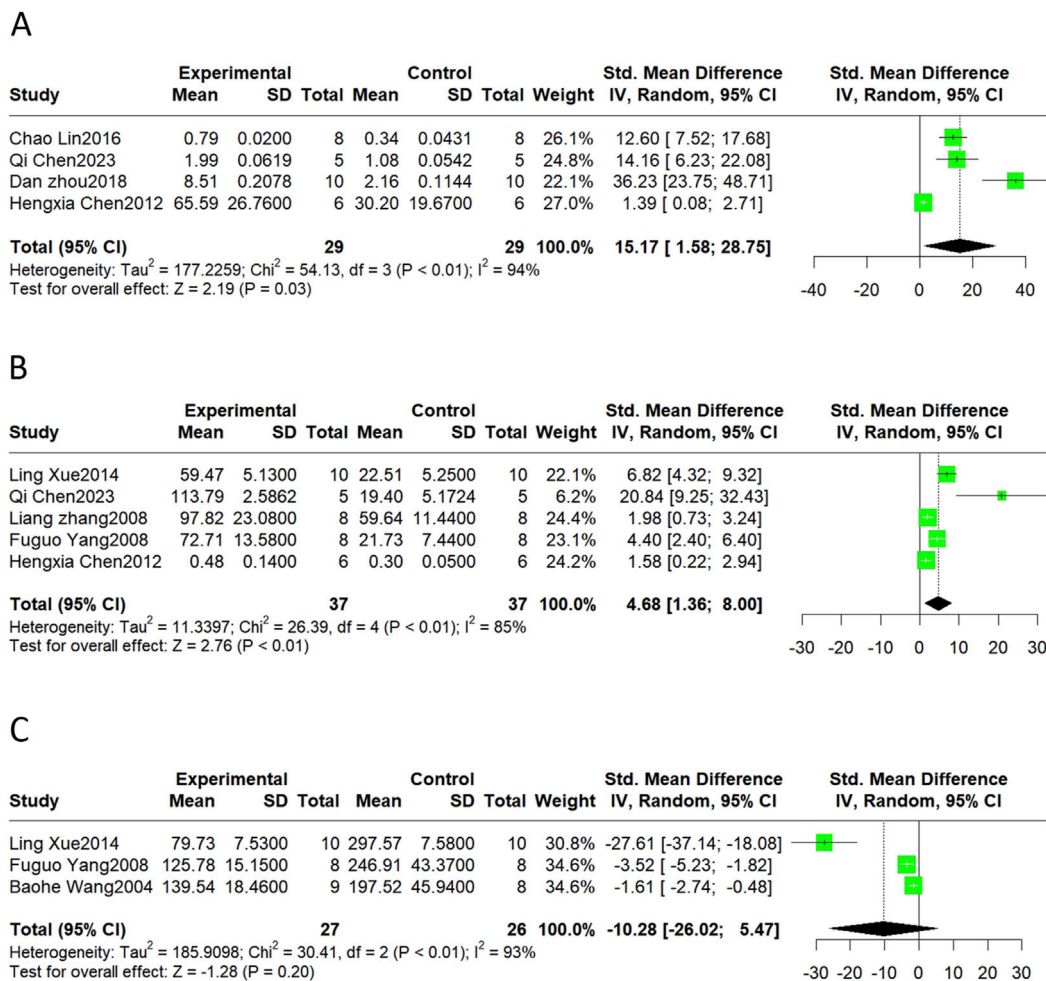 A
Experimental Control Std. Mean Difference
Study Mean SD Total Mean SD Total Weight IV, Random, 95% CI
Chao Lin2016 0.79 0.0200 8 0.34 0.0431 8 26.1% 12.60 [ 7.52; 17.68]
Qi Chen2023 1.99 0.0619 5 1.08 0.0542 5 24.8% 14.16 [ 6.23; 22.08]
Dan zhou2018 8.51 0.2078 10 2.16 0.1144 10 22.1% 36.23 [23.75; 48.71]
Hengxia Chen2012 65.59 26.7600 6 30.20 19.6700 6 27.0% 1.39 [ 0.08; 2.71]
Total (95% CI) 29 29 100.0% 15.17 [ 1.58; 28.75]
Heterogeneity: Tau² = 177.2259; Chi² = 54.13, df = 3 (P < 0.01); I² = 94%
Test for overall effect: Z = 2.19 (P = 0.03)
-40 -20 0 20 40
B
Experimental Control Std. Mean Difference Std. Mean Difference
Study Mean SD Total Mean SD Total Weight IV, Random, 95% CI IV, Random, 95% CI
Ling Xue2014 59.47 5.1300 10 22.51 5.2500 10 22.1% 6.82 [4.32; 9.32]
Qi Chen2023 113.79 2.5862 5 19.40 5.1724 5 6.2% 20.84 [9.25; 32.43]
Liang zhang2008 97.82 23.0800 8 59.64 11.4400 8 24.4% 1.98 [0.73; 3.24]
Fuguo Yang2008 72.71 13.5800 8 21.73 7.4400 8 23.1% 4.40 [2.40; 6.40]
Hengxia Chen2012 0.48 0.1400 6 0.30 0.0500 6 24.2% 1.58 [0.22; 2.94]
Total (95% CI) 37 37 100.0% 4.68 [1.36; 8.00]
Heterogeneity: Tau² = 11.3397; Chi² = 26.39, df = 4 (P < 0.01); I² = 85%
Test for overall effect: Z = 2.76 (P < 0.01)
-30 -20 -10 0 10 20 30
C
Experimental Control Std. Mean Difference Std. Mean Difference
Study Mean SD Total Mean SD Total Weight IV, Random, 95% CI IV, Random, 95% CI
Ling Xue2014 79.73 7.5300 10 297.57 7.5800 10 30.8% -27.61 [-37.14; -18.08]
Fuguo Yang2008 125.78 15.1500 8 246.91 43.3700 8 34.6% -3.52 [ -5.23; -1.82]
Baohe Wang2004 139.54 18.4600 9 197.52 45.9400 8 34.6% -1.61 [ -2.74; -0.48]
Total (95% CI) 27 26 100.0% -10.28 [-26.02; 5.47]
Heterogeneity: Tau² = 185.9098; Chi² = 30.41, df = 2 (P < 0.01); I² = 93%
Test for overall effect: Z = -1.28 (P = 0.20)
-30 -20 -10 0 10 20 30